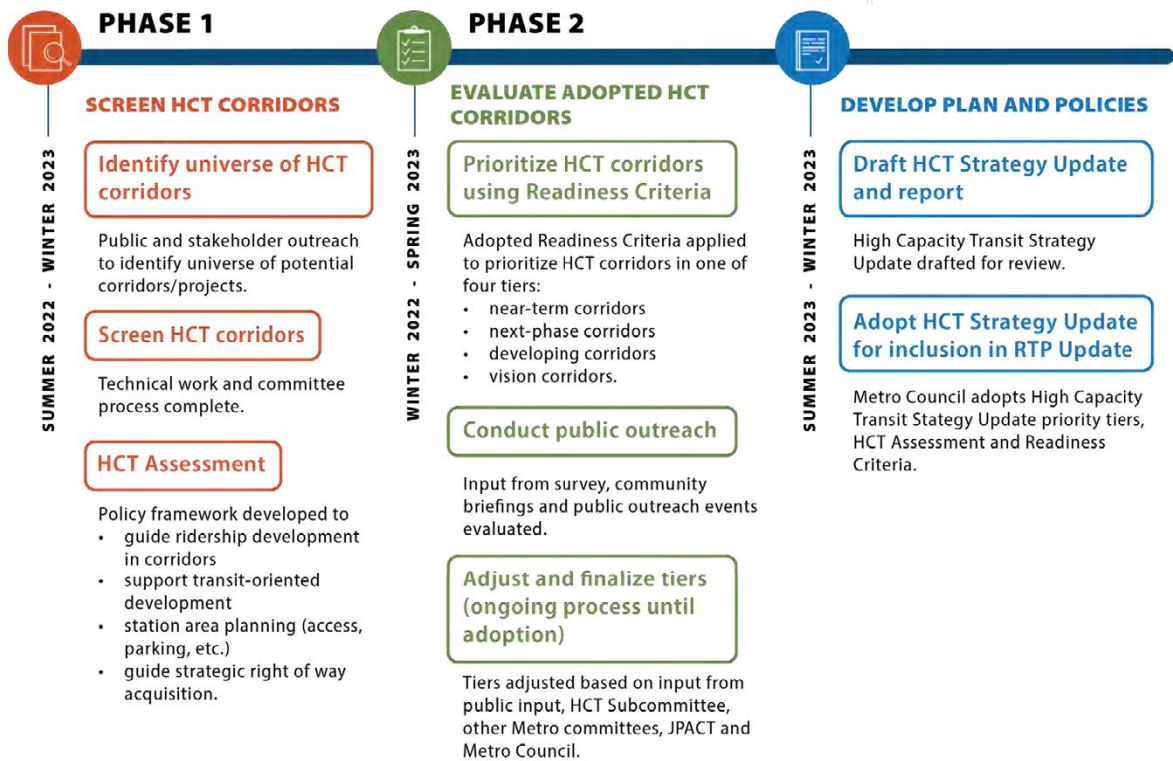 PHASE 1
SUMMER 2022 - WINTER 2023
SCREEN HCT CORRIDORS
Identify universe of HCT
corridors
Public and stakeholder outreach
to identify universe of potential
corridors/projects.
Screen HCT corridors
Technical work and committee
process complete.
HCT Assessment
Policy framework developed to
• guide ridership development
in corridors
• support transit-oriented
development
• station area planning (access,
parking, etc.)
• guide strategic right of way
acquisition.
PHASE 2
WINTER 2022 - SPRING 2023
EVALUATE ADOPTED HCT
CORRIDORS
Prioritize HCT corridors
using Readiness Criteria
Adopted Readiness Criteria applied
to prioritize HCT corridors in one of
four tiers:
• near-term corridors
• next-phase corridors
• developing corridors
• vision corridors.
Conduct public outreach
Input from survey, community
briefings and public outreach events
evaluated.
Adjust and finalize tiers
(ongoing process until
adoption)
Tiers adjusted based on input from
public input, HCT Subcommittee,
other Metro committees, JPACT and
Metro Council.
SUMMER 2023 - WINTER 2023
DEVELOP PLAN AND POLICIES
Draft HCT Strategy Update
and report
High Capacity Transit Strategy
Update drafted for review.
Adopt HCT Strategy Update
for inclusion in RTP Update
Metro Council adopts High Capacity
Transit Stategy Update priority tiers,
HCT Assessment and Readiness
Criteria.